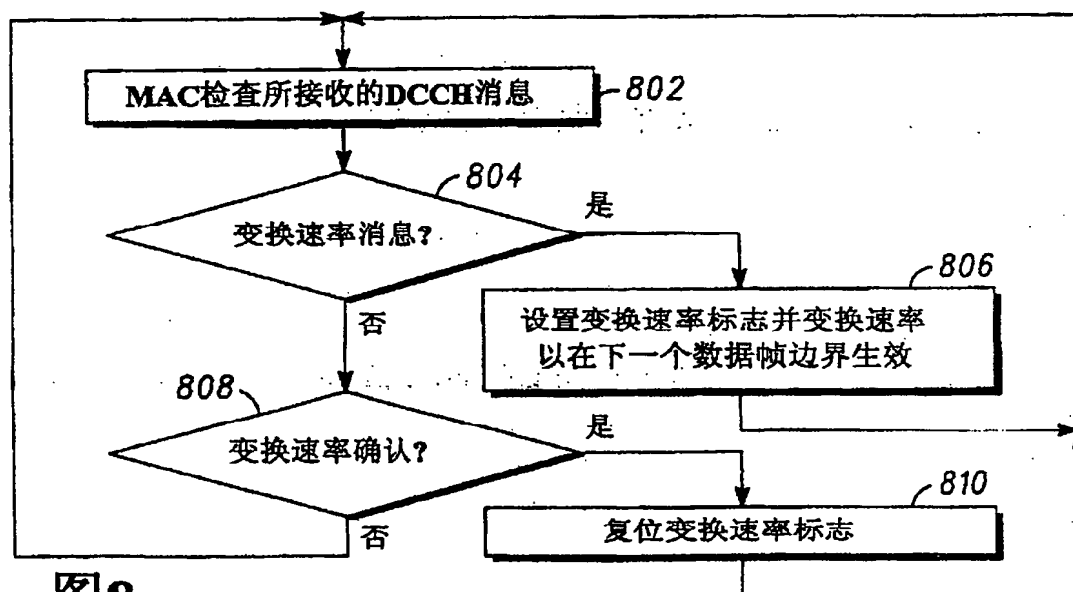 MAC检查所接收的DCCH消息
802
804
变换速率消息?
是
806
设置变换速率标志并变换速率
以在下一个数据帧边界生效
否
808
变换速率确认?
是
810
复位变换速率标志
否